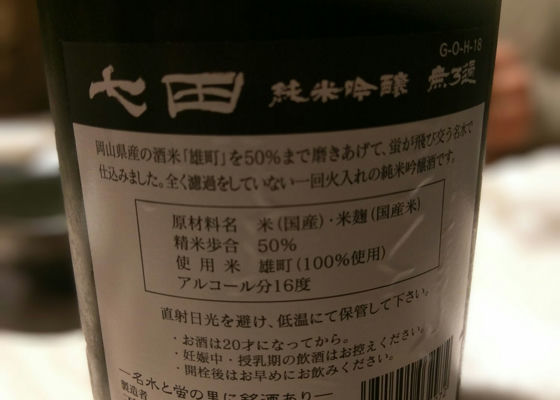 G-O-H-18
七田 純米吟醸 無ろ過
岡山県産の酒米「雄町」を50%まで磨きあげて、蛍が飛び交う名水で
仕込みました。全く濾過をしていない一回火入れの純米吟醸酒です。
原材料名 米(国産)・米麹(国産米)
精米歩合 50%
使用米 雄町(100%使用)
アルコール分16度
直射日光を避け、低温にて保管して下さい。
・お酒は20才になってから。
・妊娠中・授乳期の飲酒はお控えください。
・開栓後はお早めにお飲みください。
―名水と蛍の里に銘酒あり―
製造者